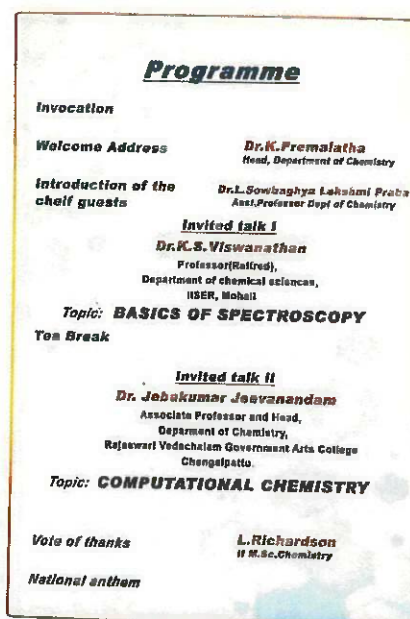 Programme
Invocation
Welcome Address Dr.K.Premalatha
Head, Department of Chemistry
Introduction of the Dr.L.Sowbaghya Lakshmi Praba
cheif guests Asst,Professor Dept of Chemistry
Invited talk I
Dr.K.S.Viswanathan
Professor(Retired),
Department of chemical sciences,
IISER, Mohali
Topic: BASICS OF SPECTROSCOPY
Tea Break
Invited talk II
Dr. Jebakumar Jeevanandam
Associate Professor and Head,
Deparment of Chemistry,
Rajeswari Vedachalam Government Arts College
Chengalpattu.
Topic: COMPUTATIONAL CHEMISTRY
Vote of thanks L.Richardson
II M.Sc.Chemistry
National anthem